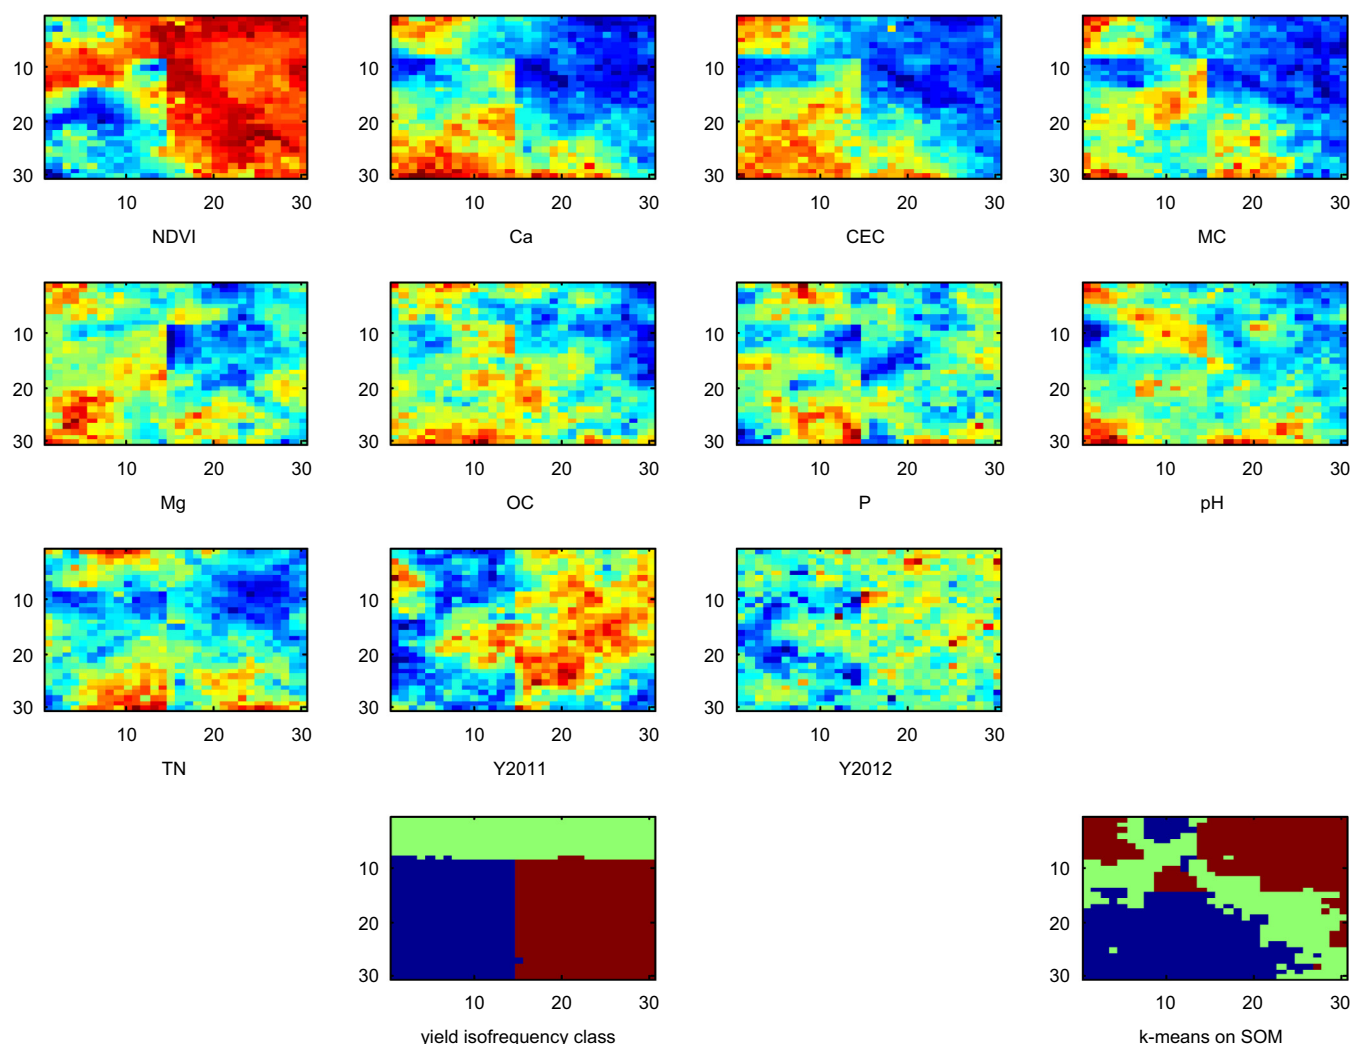 10 10 10 10
20 20 20 20
30 30 30 30
10 20 30 10 20 30 10 20 30 10 20 30
NDVI Ca CEC MC
10 10 10 10
20 20 20 20
30 30 30 30
10 20 30 10 20 30 10 20 30 10 20 30
Mg OC P pH
10 10 10
20 20 20
30 30 30
10 20 30 10 20 30 10 20 30
TN Y2011 Y2012
10 10
20 20
30 30
10 20 30 10 20 30
yield isofrequency class k-means on SOM